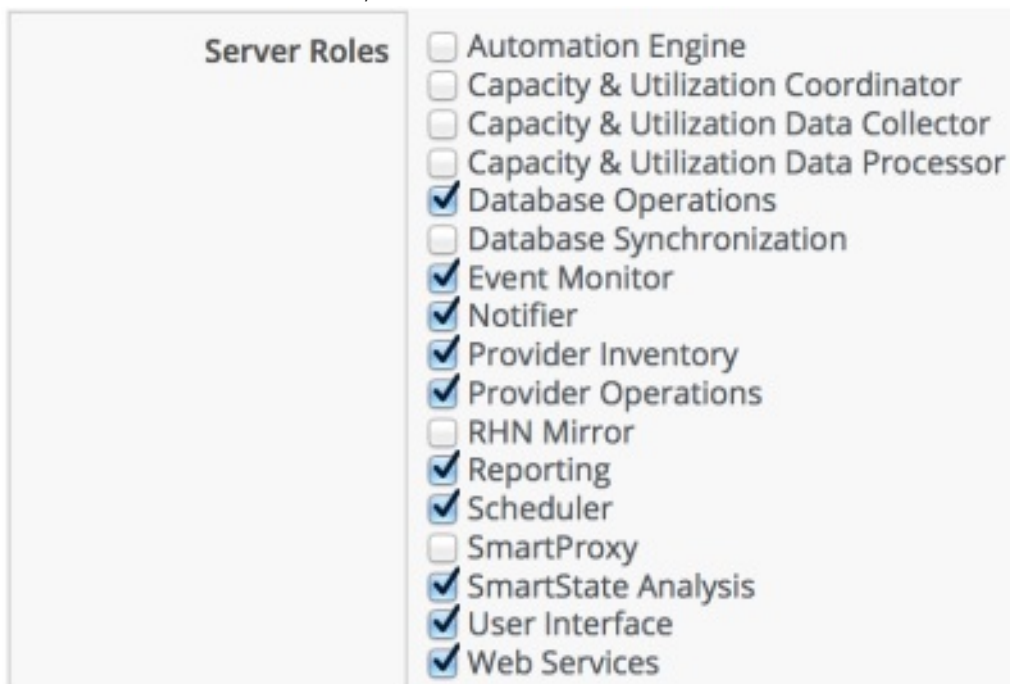 Server Roles
Automation Engine
Capacity & Utilization Coordinator
Capacity & Utilization Data Collector
Capacity & Utilization Data Processor
Database Operations
Database Synchronization
Event Monitor
Notifier
Provider Inventory
Provider Operations
RHN Mirror
Reporting
Scheduler
SmartProxy
SmartState Analysis
User Interface
Web Services